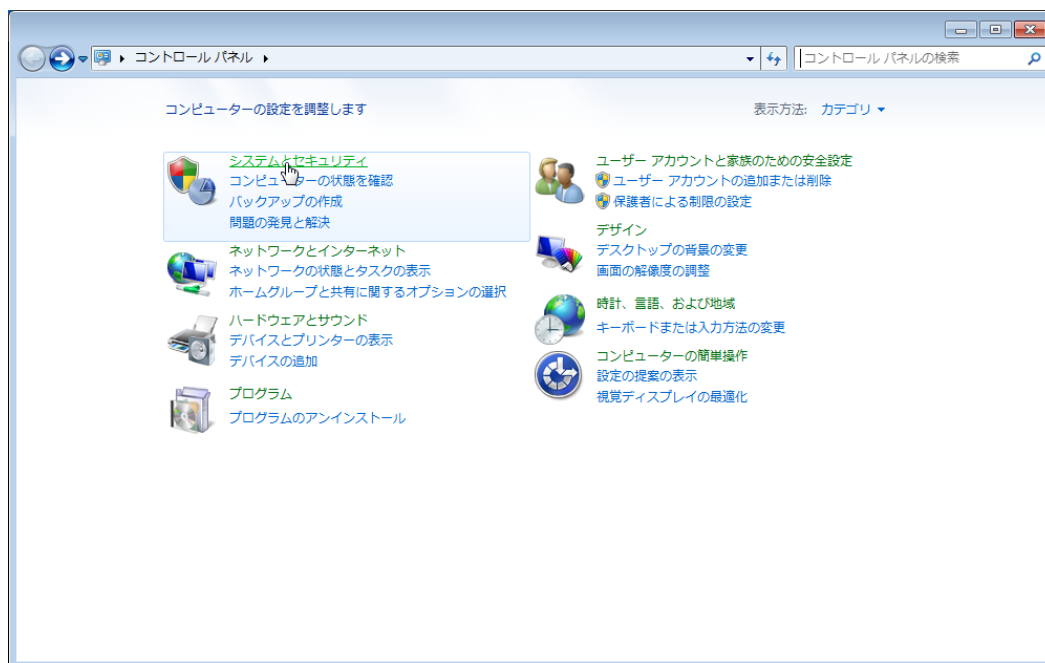 コントロール パネル
コントロール パネルの検索
コンピューターの設定を調整します
表示方法: カテゴリ
システムとセキュリティ
コンピューターの状態を確認
バックアップの作成
問題の発見と解決
ネットワークとインターネット
ネットワークの状態とタスクの表示
ホームグループと共有に関するオプションの選択
ハードウェアとサウンド
デバイスとプリンターの表示
デバイスの追加
プログラム
プログラムのアンインストール
ユーザー アカウントと家族のための安全設定
ユーザー アカウントの追加または削除
保護者による制限の設定
デザイン
デスクトップの背景の変更
画面の解像度の調整
時計、言語、および地域
キーボードまたは入力方法の変更
コンピューターの簡単操作
設定の提案の表示
視覚ディスプレイの最適化